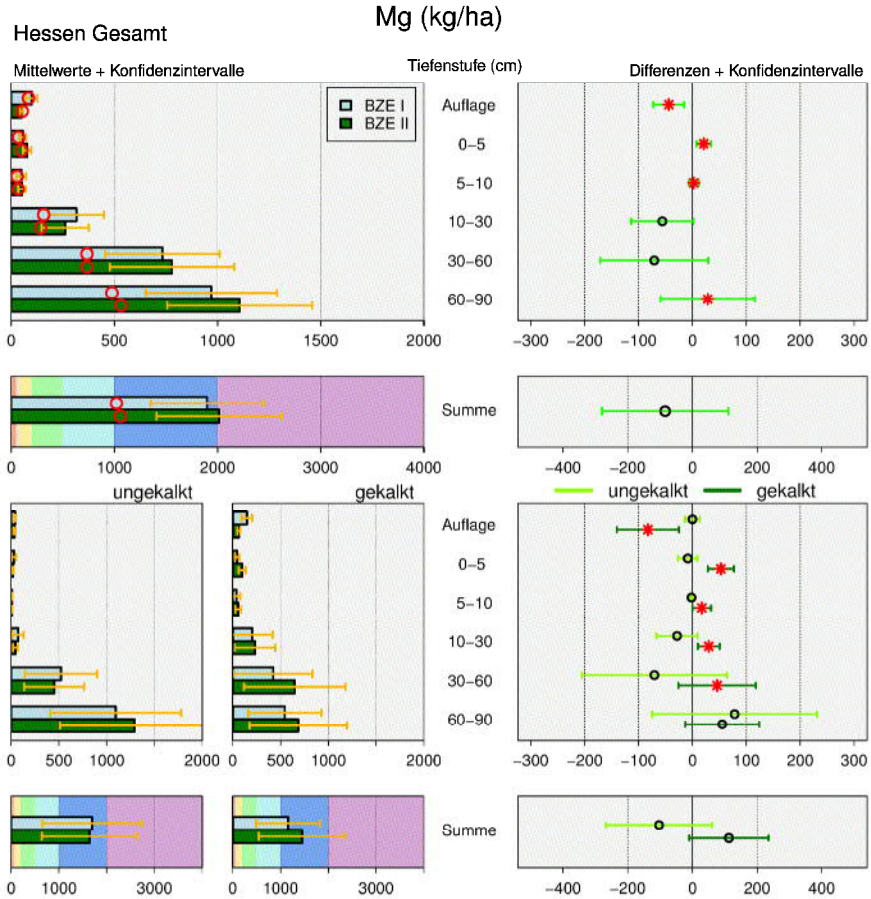 Mg (kg/ha)
Hessen Gesamt
Mittelwerte + Konfidenzintervalle
Tiefenstufe (cm)
Differenzen + Konfidenzintervalle
BZE I
BZE II
Auflage
0−5
5−10
10−30
30−60
60−90
0 500 1000 1500 2000
−300 −200 −100 0 100 200 300
Summe
0 1000 2000 3000 4000
−400 −200 0 200 400
ungekalkt
gekalkt
ungekalkt gekalkt
Auflage
0−5
5−10
10−30
30−60
60−90
0 500 1000 2000
0 500 1000 2000
−300 −200 −100 0 100 200 300
Summe
0 1000 3000
0 1000 3000
−400 −200 0 200 400